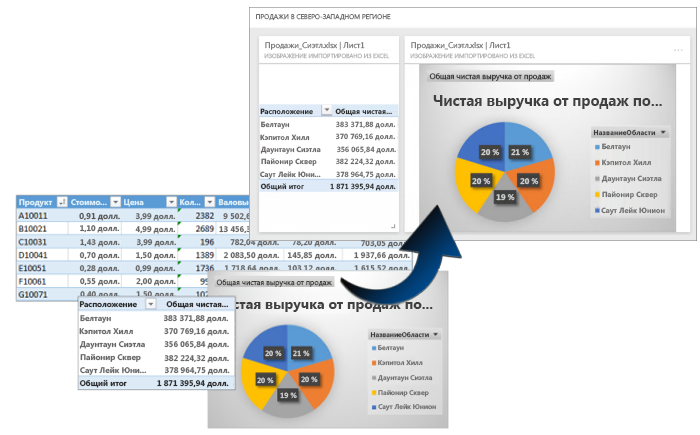 ПРОДАЖИ В СЕВЕРО-ЗАПАДНОМ РЕГИОНЕ
Продажи_Сиэтл.xlsx | Лист1
ИЗОБРАЖЕНИЕ ИМПОРТИРОВАНО ИЗ EXCEL
Расположение Общая чистая...
Белтаун 383 371,88 долл.
Кэпитол Хилл 370 769,16 долл.
Даунтаун Сиэтла 356 065,84 долл.
Пайонир Сквер 382 224,32 долл.
Саут Лейк Юнион 378 964,75 долл.
Общий итог 1 871 395,94 долл.
Продажи_Сиэтл.xlsx | Лист1
ИЗОБРАЖЕНИЕ ИМПОРТИРОВАНО ИЗ EXCEL
...
Общая чистая выручка от продаж
Чистая выручка от продаж по...
20 % 21 %
20 % 20 %
19 %
НазваниеОбласти
Белтаун
Кэпитол Хилл
Даунтаун Сиэтла
Пайонир Сквер
Саут Лейк Юнион
Продукт Стоимо... Цена Кол... Валовы
A10011 0,91 долл. 3,99 долл. 2382 9 502,6
B10021 1,10 долл. 4,99 долл. 2689 13 456,3
C10031 1,43 долл. 3,99 долл. 196 782,04 долл. 78,20 долл. 703,05 долл.
D10041 0,70 долл. 1,50 долл. 1389 2 083,50 долл. 145,85 долл. 1 937,66 долл.
E10051 0,28 долл. 0,99 долл. 1736 1 718,64 долл. 103,12 долл. 1 615,52 долл.
F10061 0,55 долл. 2,00 долл.
G10071 0,40 долл. 1,50 долл.
Расположение Общая чистая...
Белтаун 383 371,88 долл.
Кэпитол Хилл 370 769,16 долл.
Даунтаун Сиэтла 356 065,84 долл.
Пайонир Сквер 382 224,32 долл.
Саут Лейк Юни... 378 964,75 долл.
Общий итог 1 871 395,94 долл.
Общая чистая выручка от продаж
стая выручка от продаж по...
20 % 21 %
20 % 20 %
19 %
НазваниеОбласти
Белтаун
Кэпитол Хилл
Даунтаун Сиэтла
Пайонир Сквер
Саут Лейк Юнион